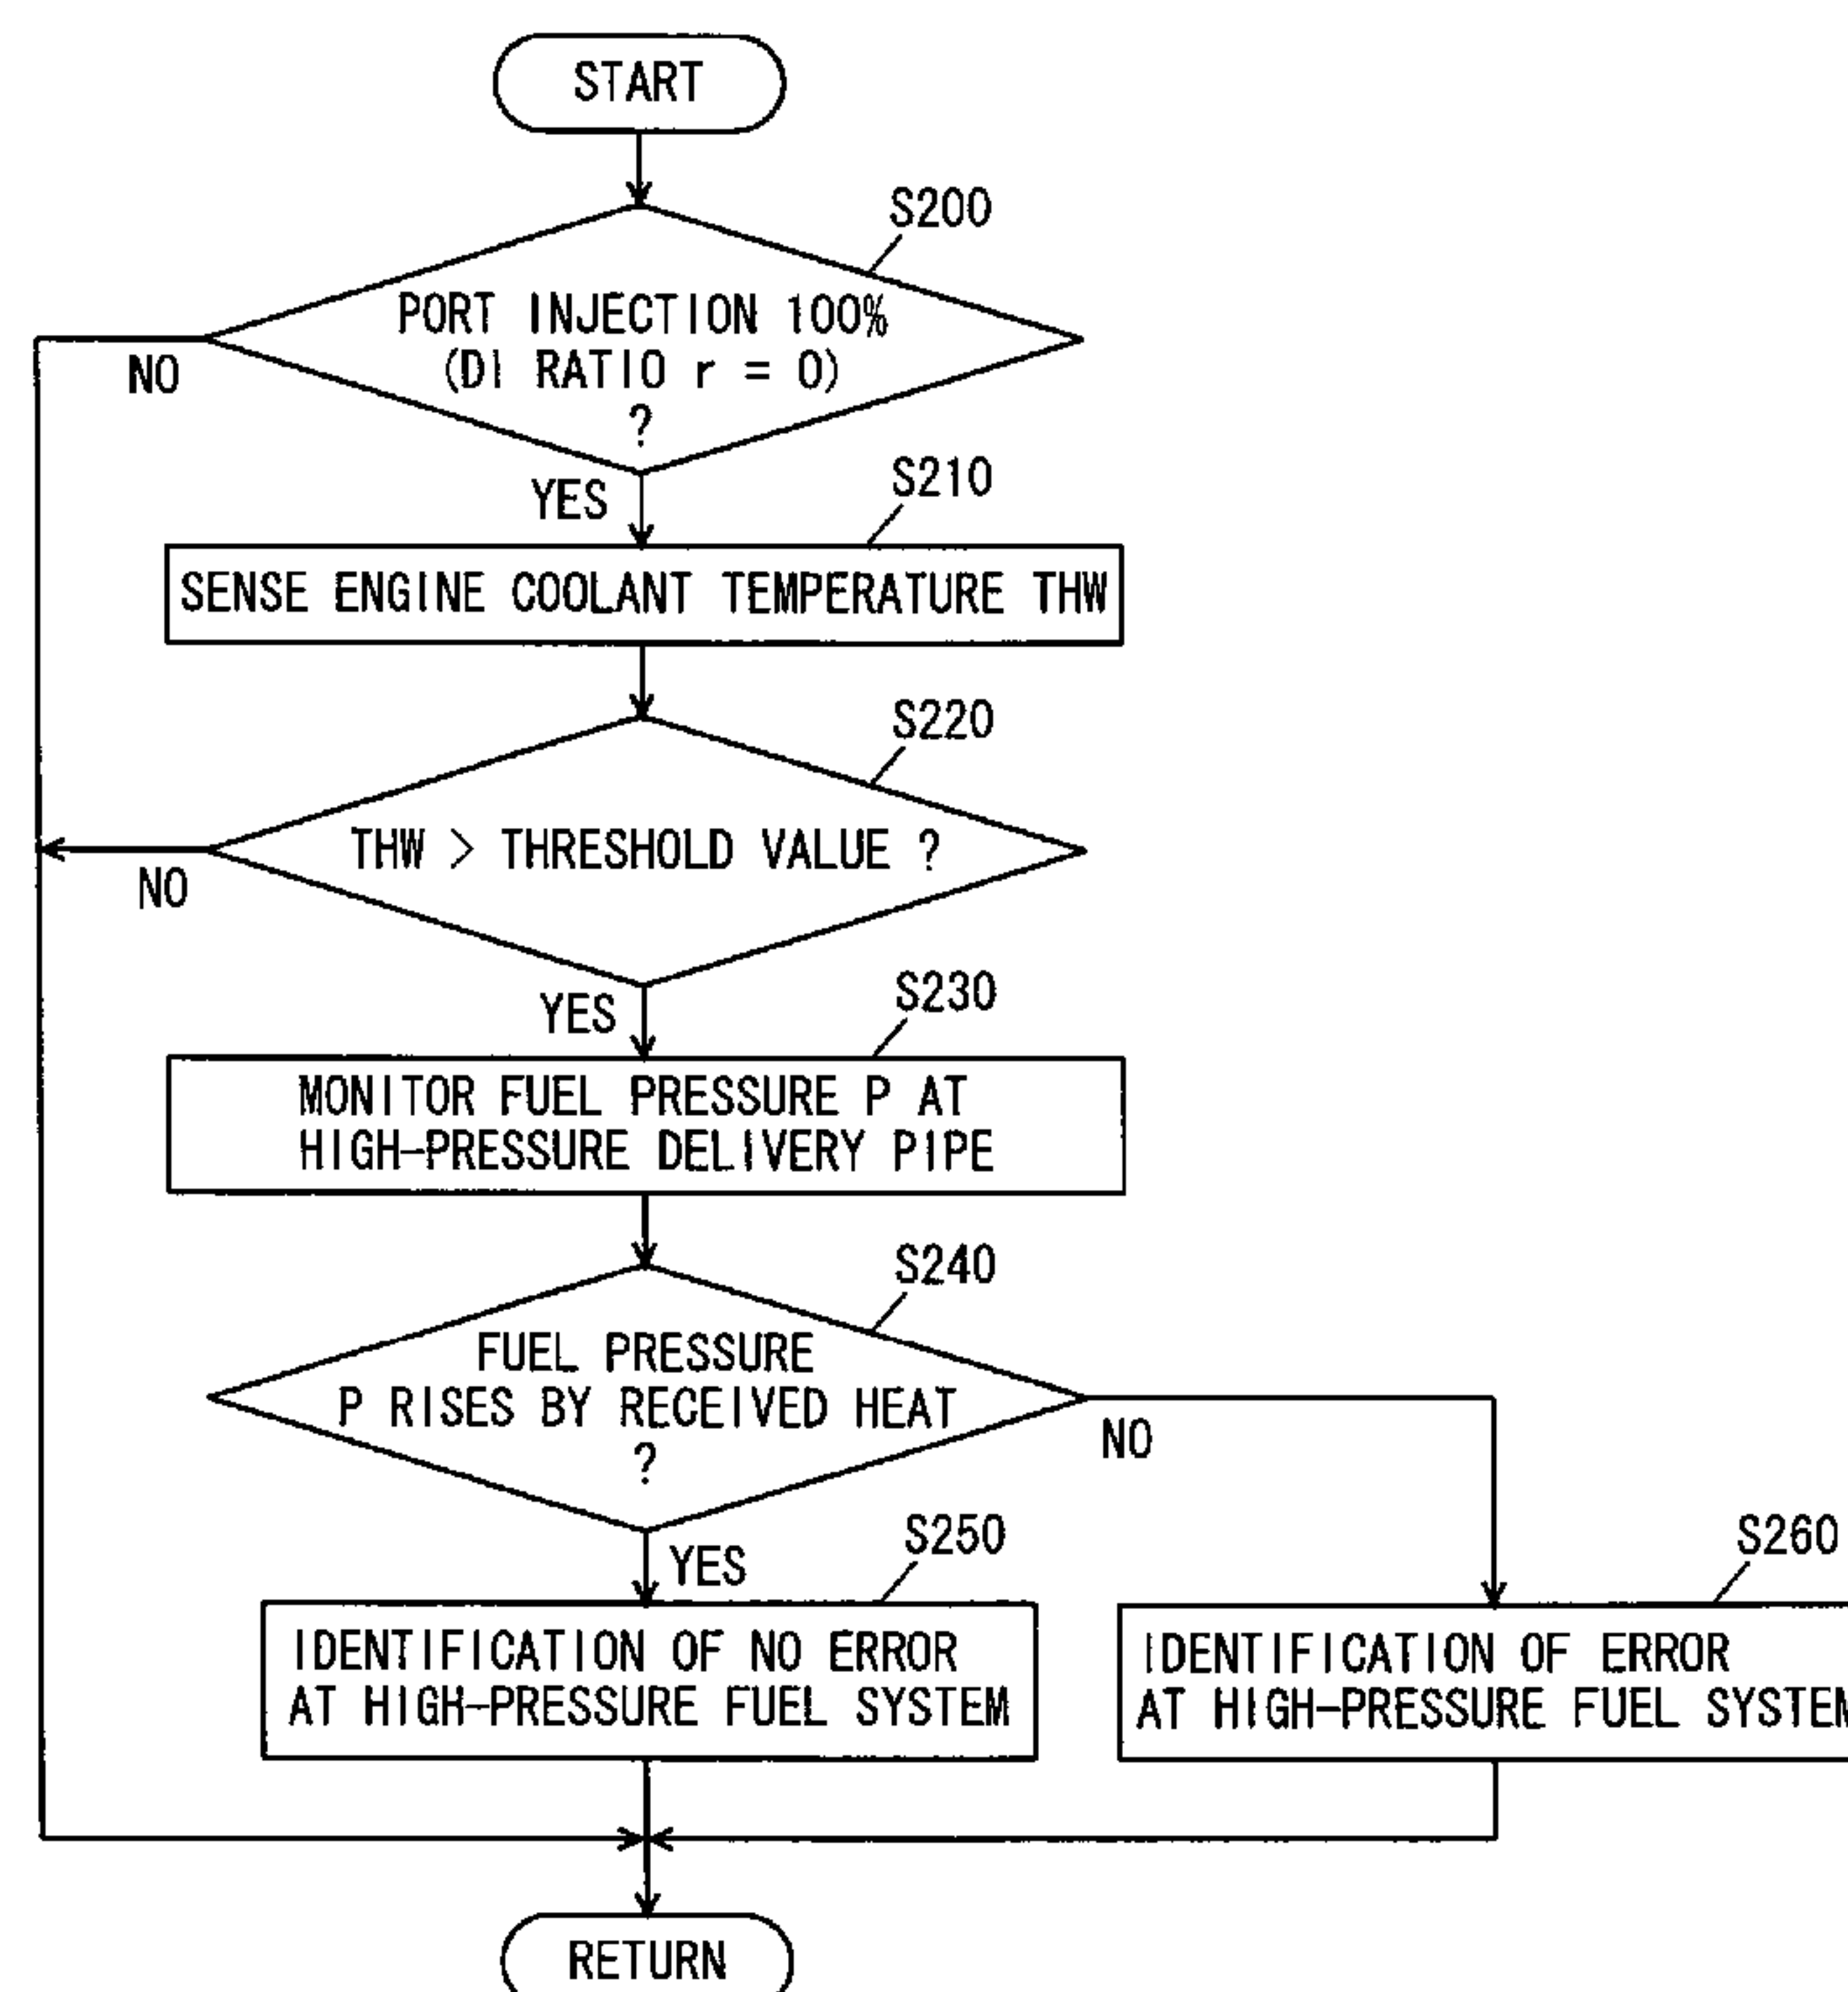 START
S200
PORT INJECTION 100%
(DI RATIO r = 0)
?
NO
YES
S210
SENSE ENGINE COOLANT TEMPERATURE THW
S220
THW > THRESHOLD VALUE ?
NO
YES
S230
MONITOR FUEL PRESSURE P AT
HIGH-PRESSURE DELIVERY PIPE
S240
FUEL PRESSURE
P RISES BY RECEIVED HEAT
?
NO
YES
S250
IDENTIFICATION OF NO ERROR
AT HIGH-PRESSURE FUEL SYSTEM
S260
IDENTIFICATION OF ERROR
AT HIGH-PRESSURE FUEL SYSTEM
RETURN